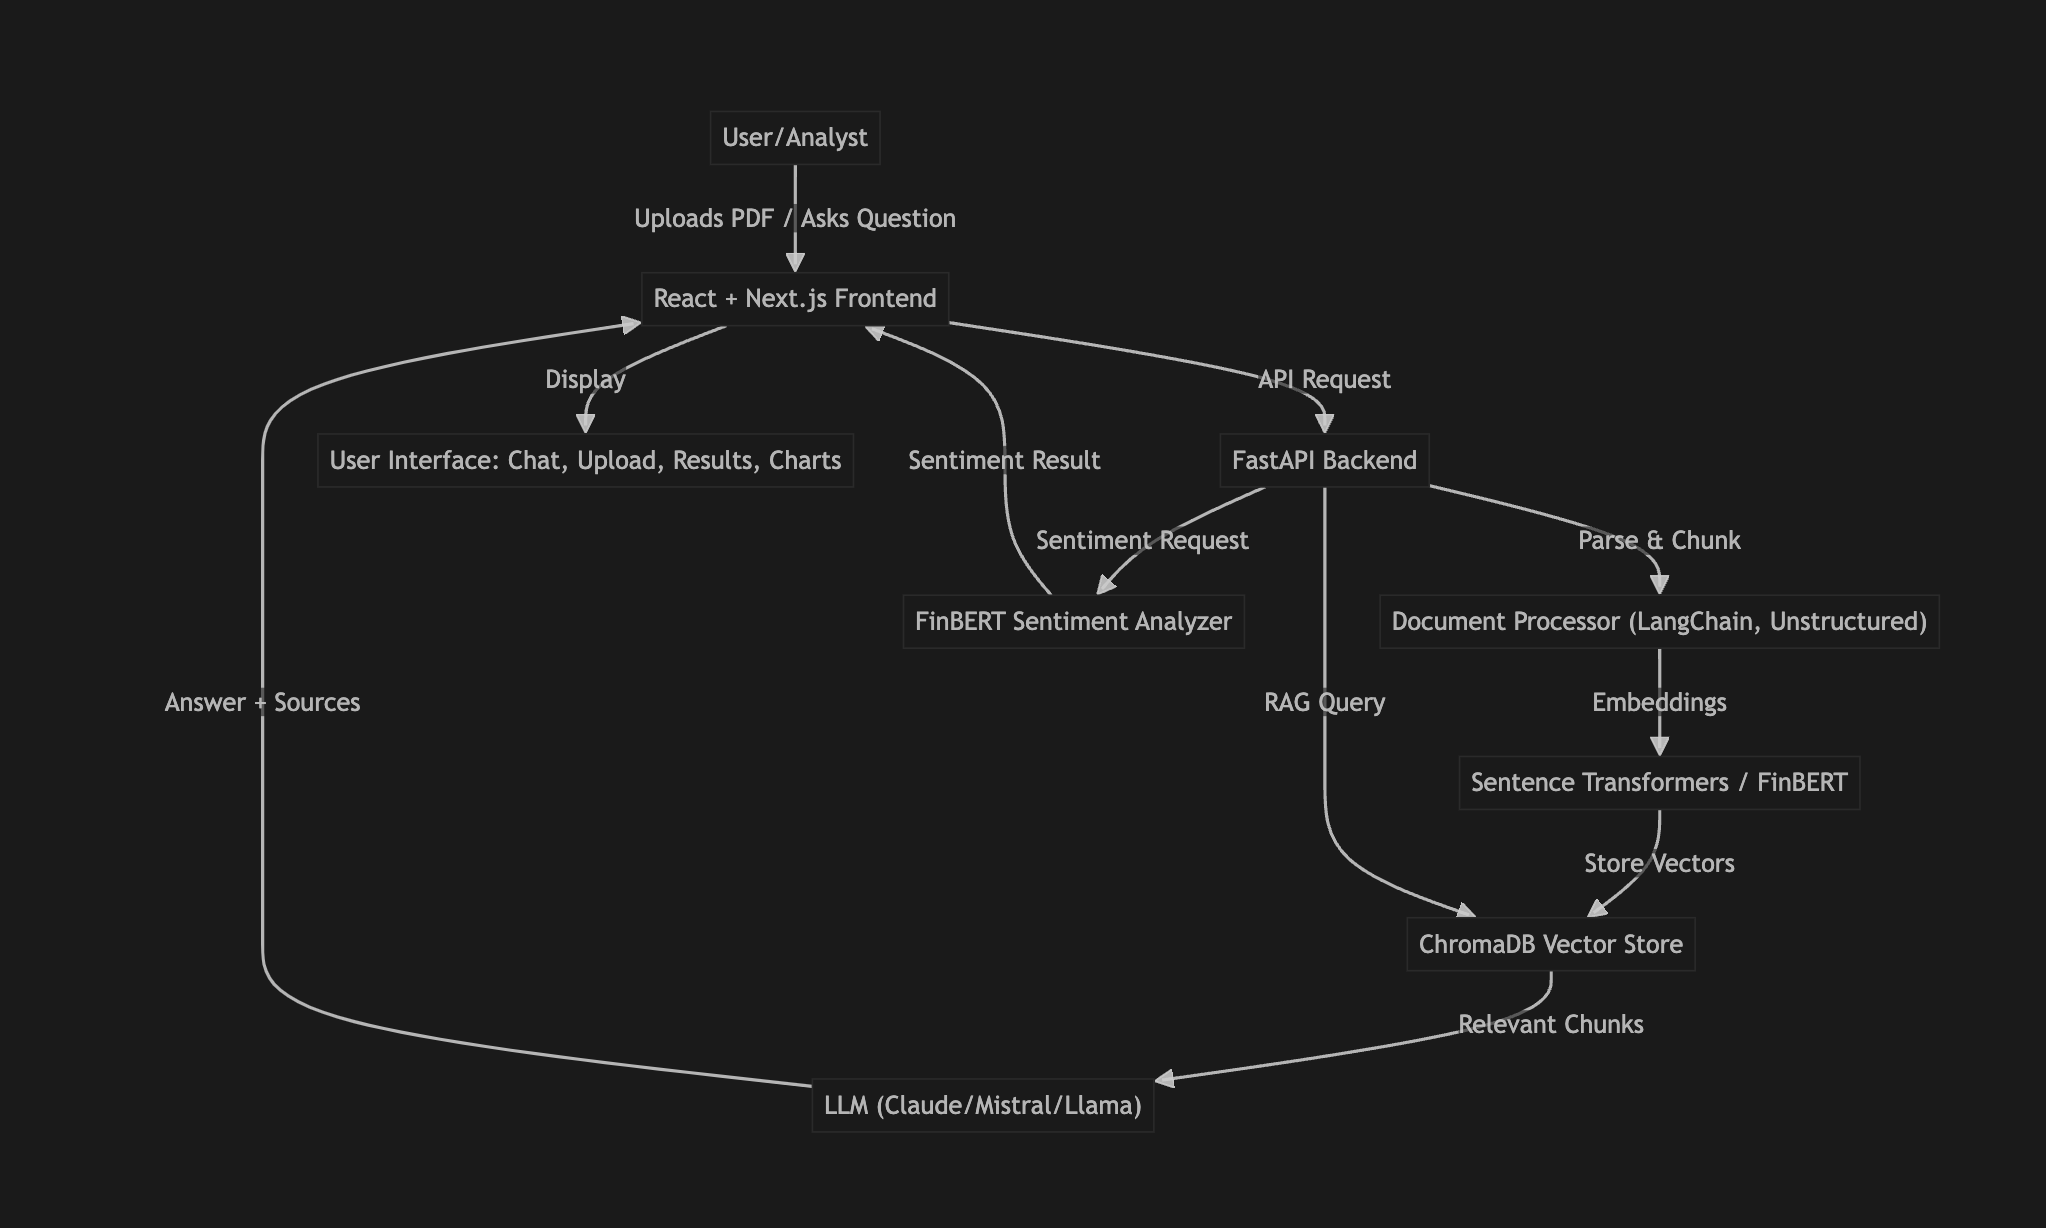 User/Analyst
Uploads PDF / Asks Question
React + Next.js Frontend
Display
API Request
User Interface: Chat, Upload, Results, Charts
Sentiment Result
FastAPI Backend
Sentiment Request
Parse & Chunk
FinBERT Sentiment Analyzer
Document Processor (LangChain, Unstructured)
Answer + Sources
RAG Query
Embeddings
Sentence Transformers / FinBERT
Store Vectors
ChromaDB Vector Store
Relevant Chunks
LLM (Claude/Mistral/Llama)